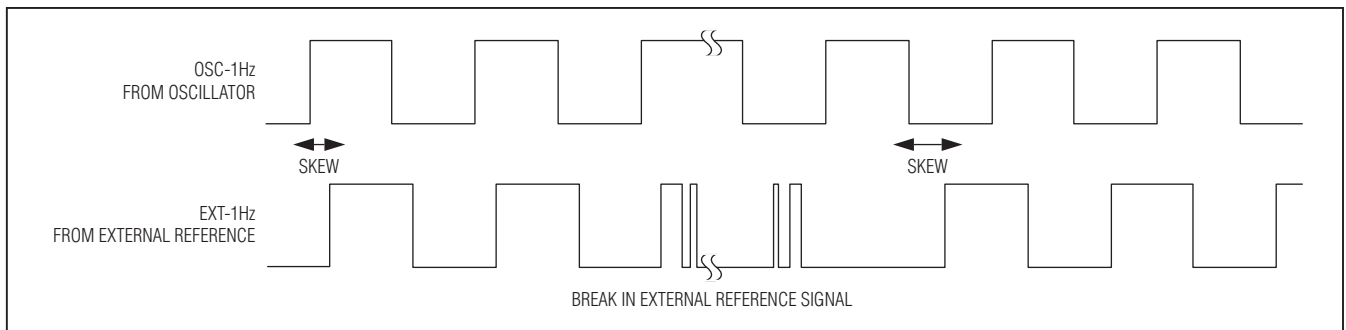 OSC-1Hz
FROM OSCILLATOR
SKEW
SKEW
EXT-1Hz
FROM EXTERNAL REFERENCE
BREAK IN EXTERNAL REFERENCE SIGNAL